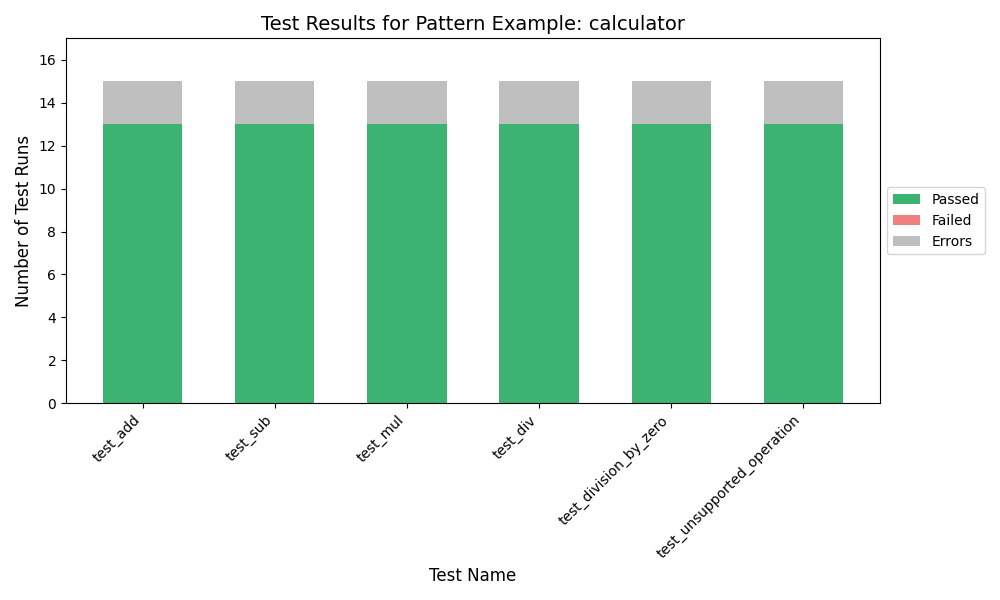 Test Results for Pattern Example: calculator
Number of Test Runs
16
14
12
10
8
6
4
2
0
test_add
test_sub
test_mul
test_div
test_division_by_zero
test_unsupported_operation
Test Name
Passed
Failed
Errors